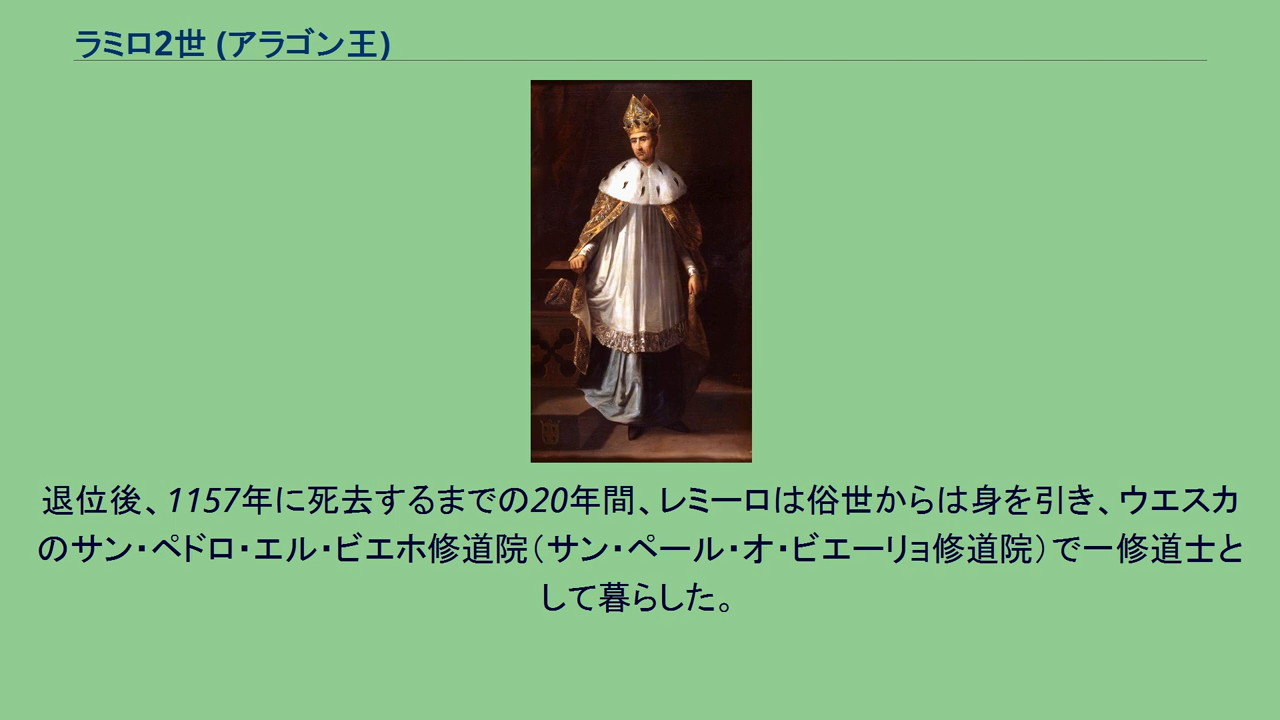 ラミロ2世 (アラゴン王)
退位後、1157年に死去するまでの20年間、レミーロは俗世からは身を引き、ウエスカ
のサン・ペドロ・エル・ビエホ修道院（サン・ペール・オ・ビエーリョ修道院）で一修道士と
して暮らした。